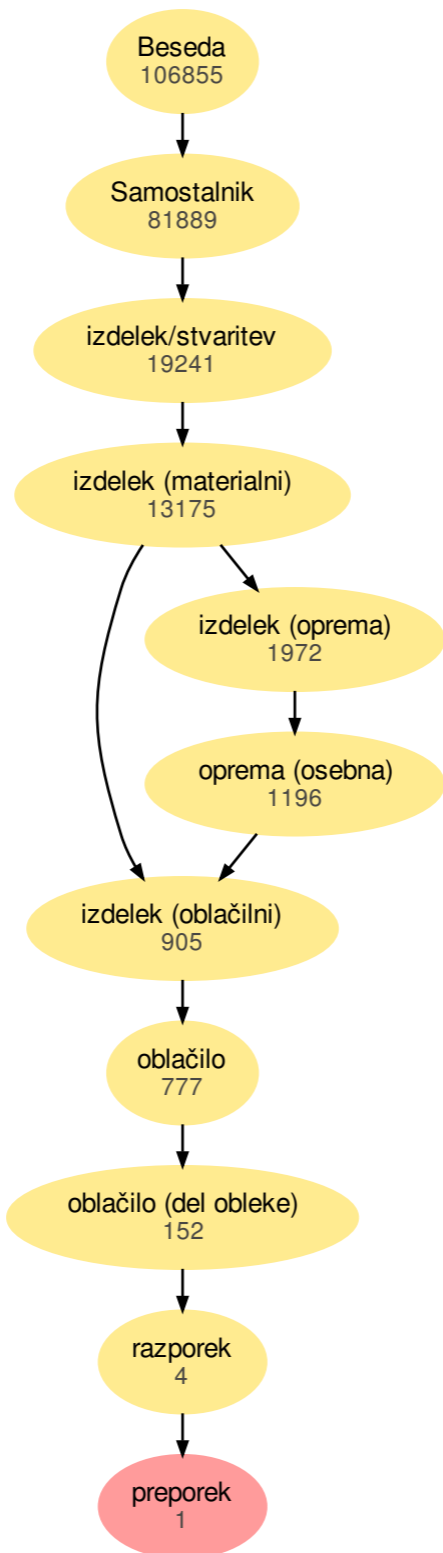 Beseda
106855
Samostalnik
81889
izdelek/stvaritev
19241
izdelek (materialni)
13175
izdelek (oprema)
1972
oprema (osebna)
1196
izdelek (oblačilni)
905
oblačilo
777
oblačilo (del obleke)
152
razporek
4
preporek
1